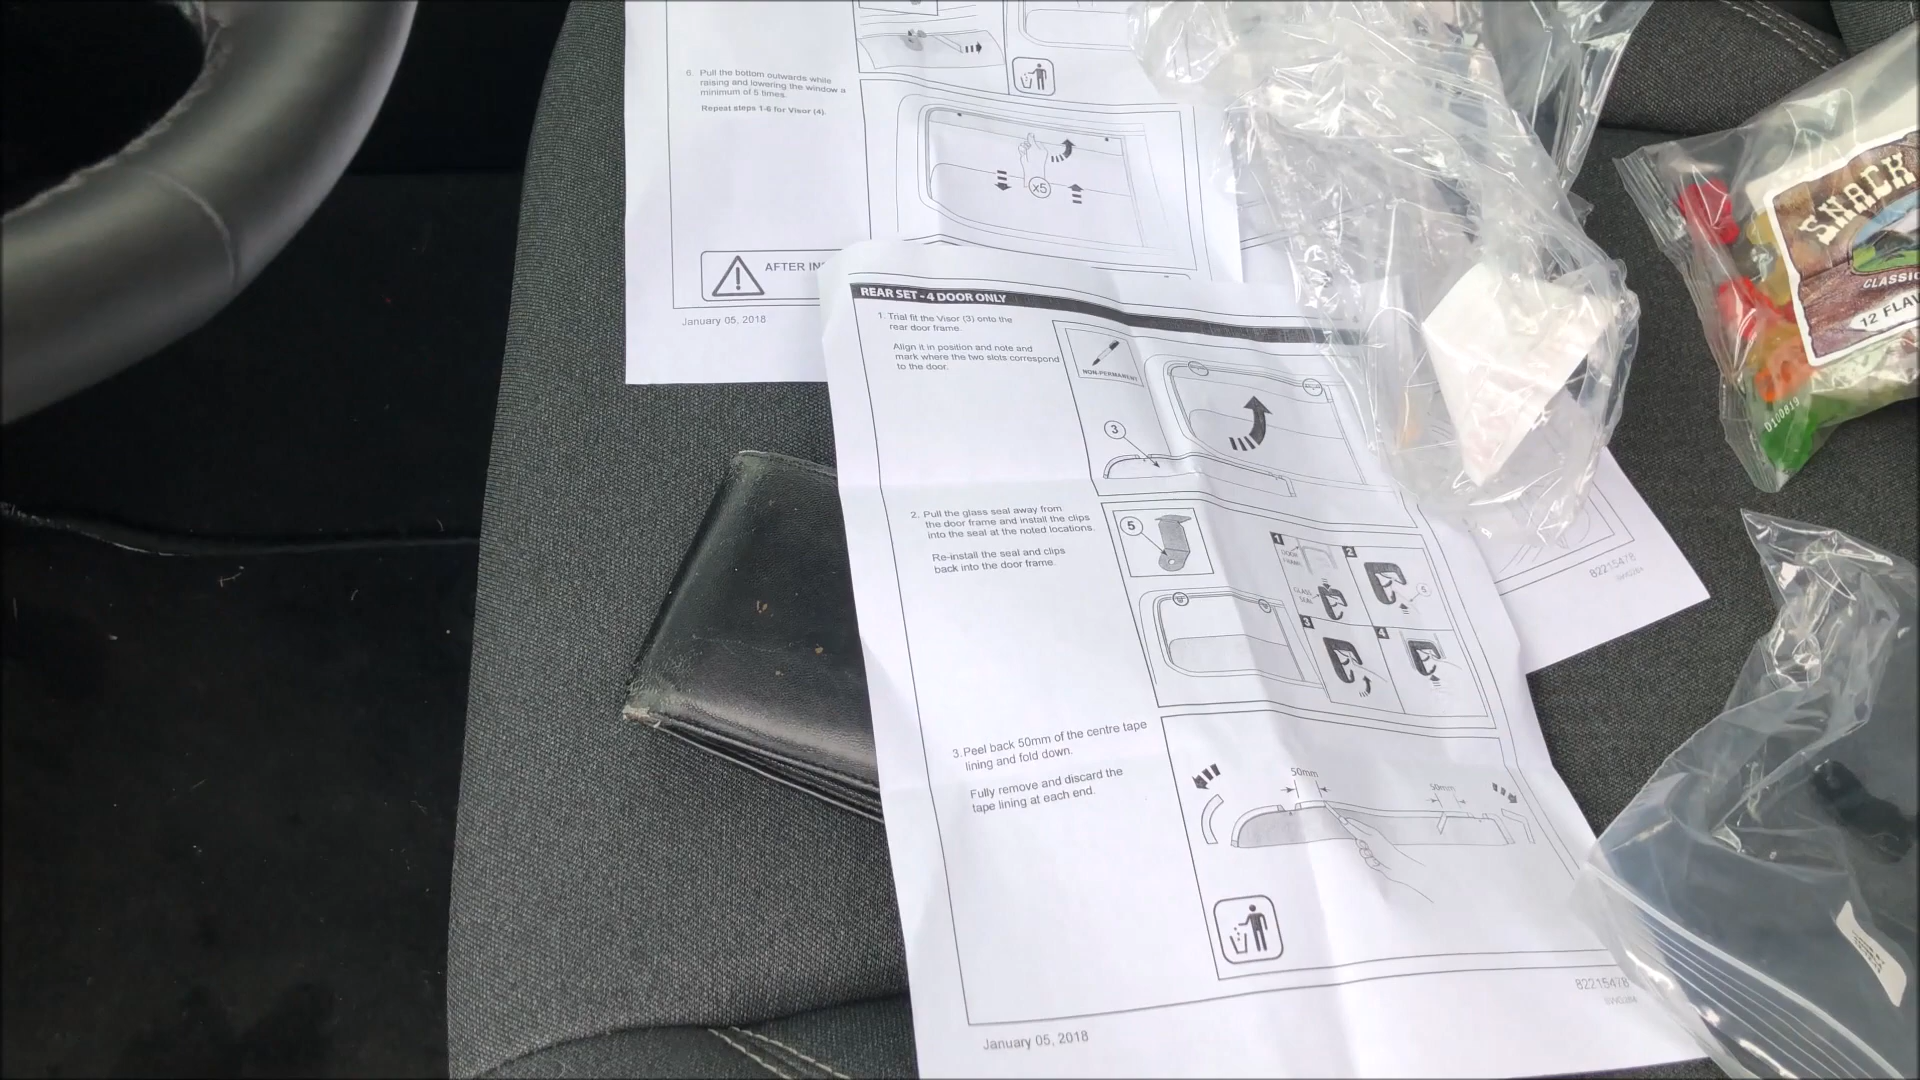 6. Pull the bottom outwards while
raising and lowering the window a
minimum of 5 times.
Repeat steps 1-6 for Visor (4).
x5
AFTER IN
January 05, 2018
REAR SET - 4 DOOR ONLY
1. Trial fit the Visor (3) onto the
rear door frame.
Align it in position and note and
mark where the two slots correspond
to the door.
NON-PERMANENT
3
2. Pull the glass seal away from
the door frame and install the clips
into the seal at the noted locations.
Re-install the seal and clips
back into the door frame.
5
1
DOOR
FRAME
GLASS
SEAL
2
3
4
3. Peel back 50mm of the centre tape
lining and fold down.
Fully remove and discard the
tape lining at each end.
50mm
50mm
82215478
January 05, 2018
82215478
SNACK
CLASSIC
12 FLAV
D100819